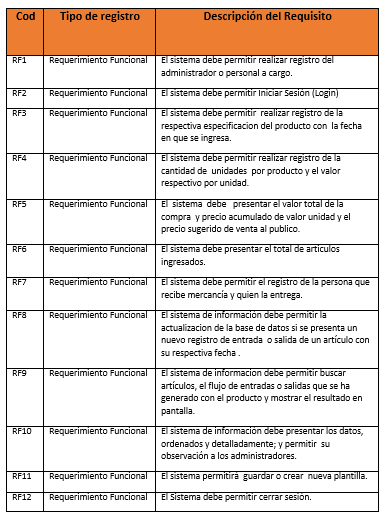 Cod Tipo de registro Descripción del Requisito
RF1 Requerimiento Funcional El sistema debe permitir realizar registro del
administrador o personal a cargo.
RF2 Requerimiento Funcional El sistema debe permitir Iniciar Sesión (Login)
RF3 Requerimiento Funcional El sistema debe permitir realizar registro de la
respectiva especificacion del producto con la fecha
en que se ingresa.
RF4 Requerimiento Funcional El sistema debe permitir realizar registro de la
cantidad de unidades por producto y el valor
respectivo por unidad.
RF5 Requerimiento Funcional El sistema debe presentar el valor total de la
compra y precio acumulado de valor unidad y el
precio sugerido de venta al publico.
RF6 Requerimiento Funcional El sistema debe presentar el total de articulos
ingresados.
RF7 Requerimiento Funcional El sistema debe permitir el registro de la persona que
recibe mercancía y quien la entrega.
RF8 Requerimiento Funcional El sistema de información debe permitir la
actualizacion de la base de datos si se presenta un
nuevo registro de entrada o salida de un artículo con
su respectiva fecha .
RF9 Requerimiento Funcional El sistema de informacion debe permitir buscar
artículos, el flujo de entradas o salidas que se ha
generado con el producto y mostrar el resultado en
pantalla.
RF10 Requerimiento Funcional El sistema de información debe presentar los datos,
ordenados y detalladamente; y permitir su
observación a los administradores.
RF11 Requerimiento Funcional El sistema permitirá guardar o crear nueva plantilla.
RF12 Requerimiento Funcional El Sistema debe permitir cerrar sesión.